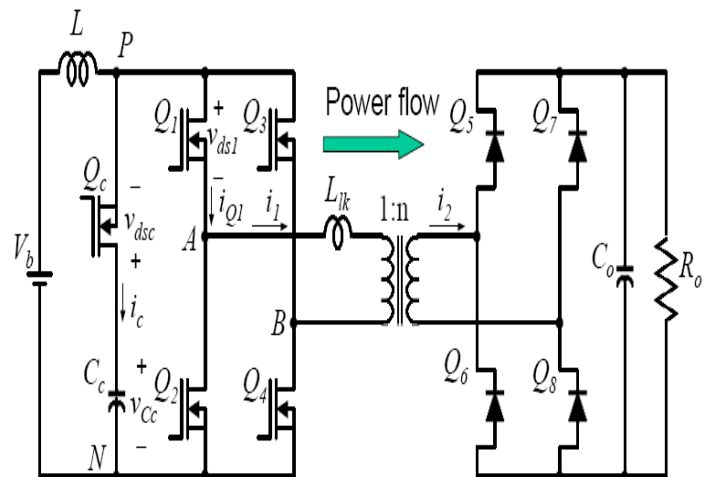 L
P
Power flow
Q1
+
vds1
−
Q3
Q5
Q7
Qc
−
vdsc
+
iQ1
i1
Llk
1:n
i2
A
Vb
ic
B
Co
Ro
Cc
+
vCc
−
Q2
Q4
Q6
Q8
N